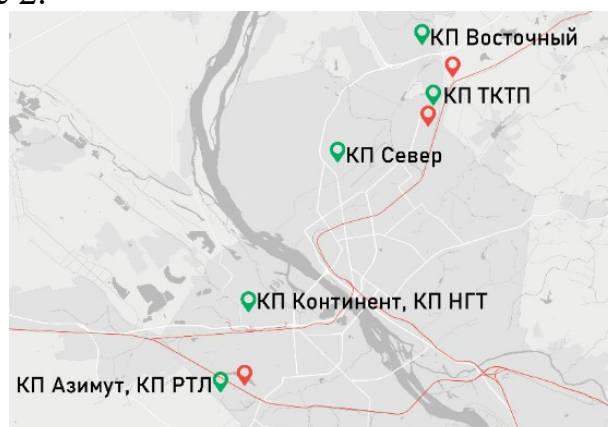 КП Восточный
КП ТКТП
КП Север
КП Континент, КП НГТ
КП Азимут, КП РТЛ